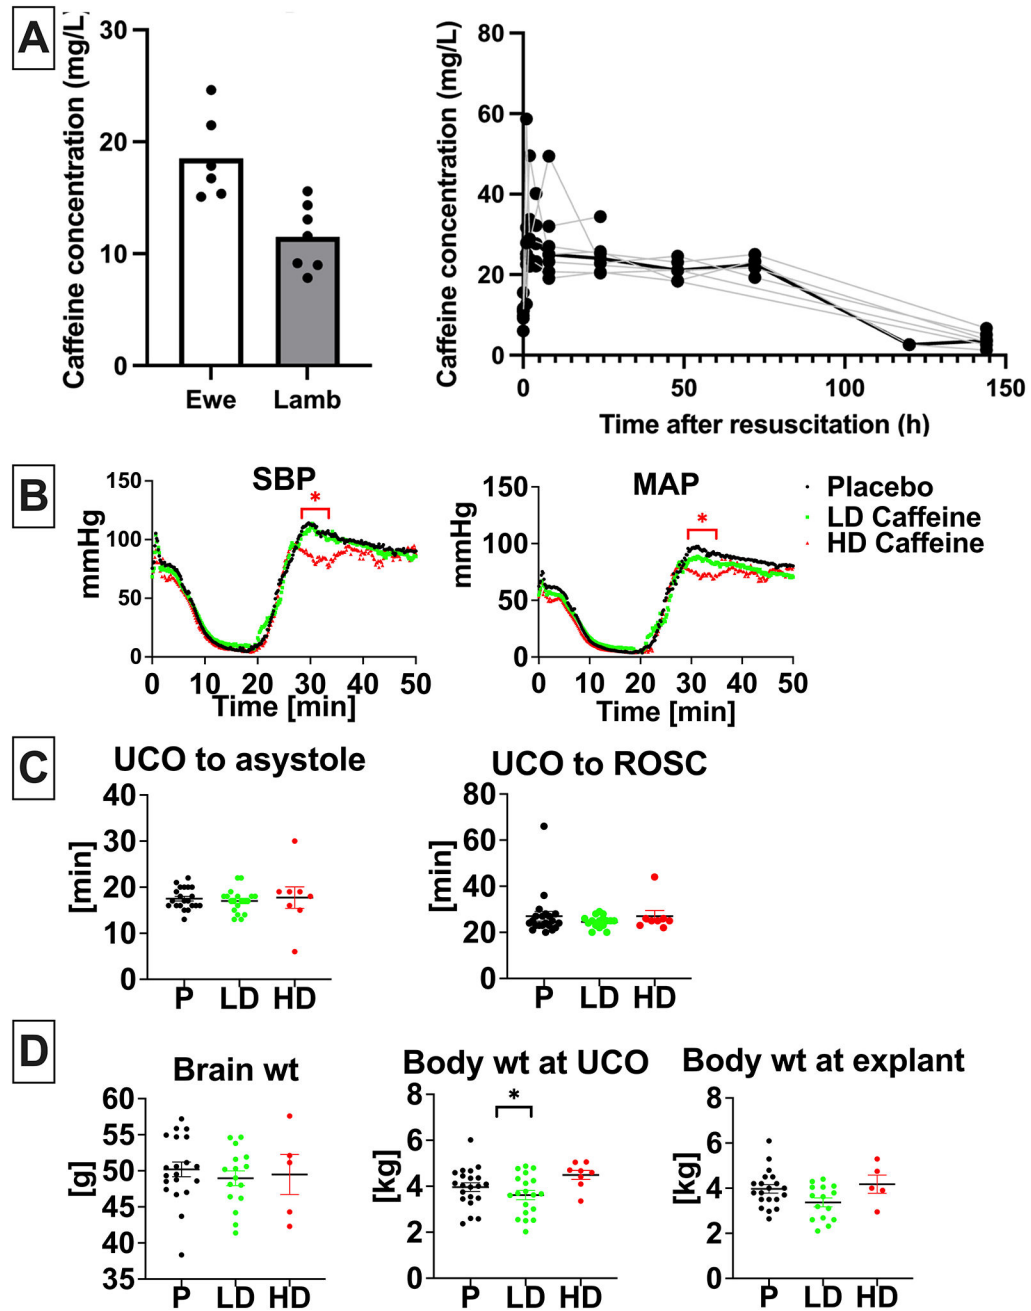 A
Caffeine concentration (mg/L)
30
20
10
0
Ewe Lamb
Caffeine concentration (mg/L)
80
60
40
20
0
0 50 100 150
Time after resuscitation (h)
B
SBP
*
mmHg
150
100
50
0
0 10 20 30 40 50
Time [min]
MAP
*
mmHg
150
100
50
0
0 10 20 30 40 50
Time [min]
Placebo
LD Caffeine
HD Caffeine
C
UCO to asystole
[min]
40
30
20
10
0
P LD HD
UCO to ROSC
[min]
80
60
40
20
0
P LD HD
D
Brain wt
[g]
60
55
50
45
40
35
P LD HD
Body wt at UCO
*
[kg]
8
6
4
2
0
P LD HD
Body wt at explant
[kg]
8
6
4
2
0
P LD HD